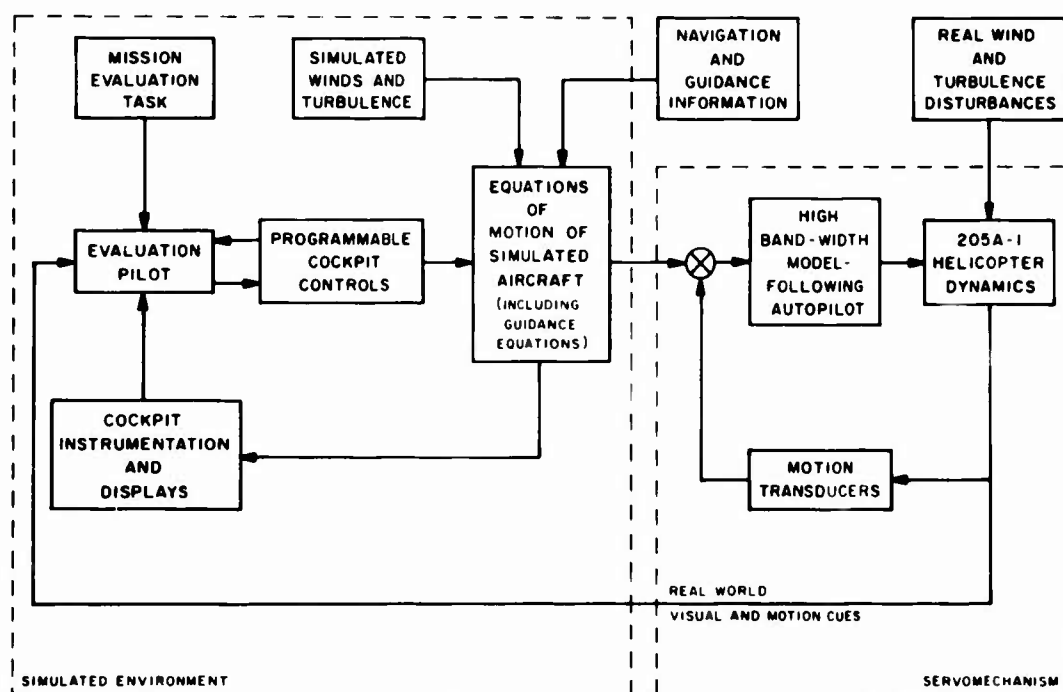 MISSION
EVALUATION
TASK
SIMULATED
WINDS AND
TURBULENCE
NAVIGATION
AND
GUIDANCE
INFORMATION
REAL WIND
AND
TURBULENCE
DISTURBANCES
EVALUATION
PILOT
PROGRAMMABLE
COCKPIT
CONTROLS
EQUATIONS
OF
MOTION OF
SIMULATED
AIRCRAFT
(INCLUDING
GUIDANCE
EQUATIONS)
HIGH
BAND-WIDTH
MODEL-
FOLLOWING
AUTOPILOT
205A-1
HELICOPTER
DYNAMICS
COCKPIT
INSTRUMENTATION
AND
DISPLAYS
MOTION
TRANSDUCERS
REAL WORLD
VISUAL AND MOTION CUES
SIMULATED ENVIRONMENT
SERVOMECHANISM